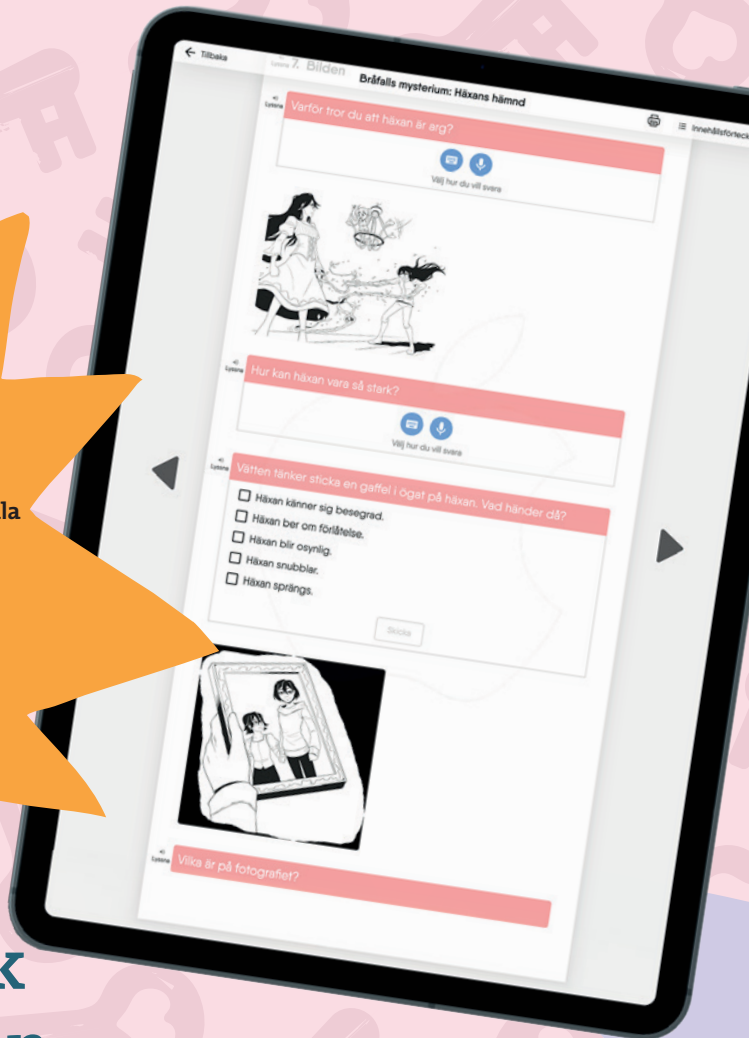 ← Tillbaka
7. Bilden
Bråfalls mysterium: Häxans hämnd
Innehållsförteck
Lyssna
Varför tror du att häxan är arg?
Välj hur du vill svara
Lyssna
Hur kan häxan vara så stark?
Välj hur du vill svara
Lyssna
Vätten tänker sticka en gaffel i ögat på häxan. Vad händer då?
Häxan känner sig besegrad.
Häxan ber om förlåtelse.
Häxan blir osynlig.
Häxan snubblar.
Häxan sprängs.
Skicka
Lyssna
Vilka är på fotografiet?
la
k